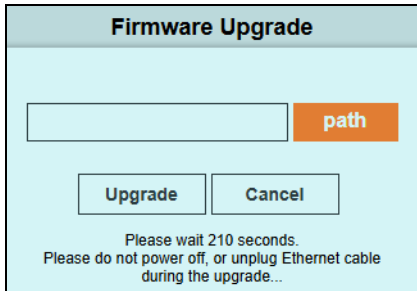 Firmware Upgrade
path
Upgrade Cancel
Please wait 210 seconds.
Please do not power off, or unplug Ethernet cable
during the upgrade...